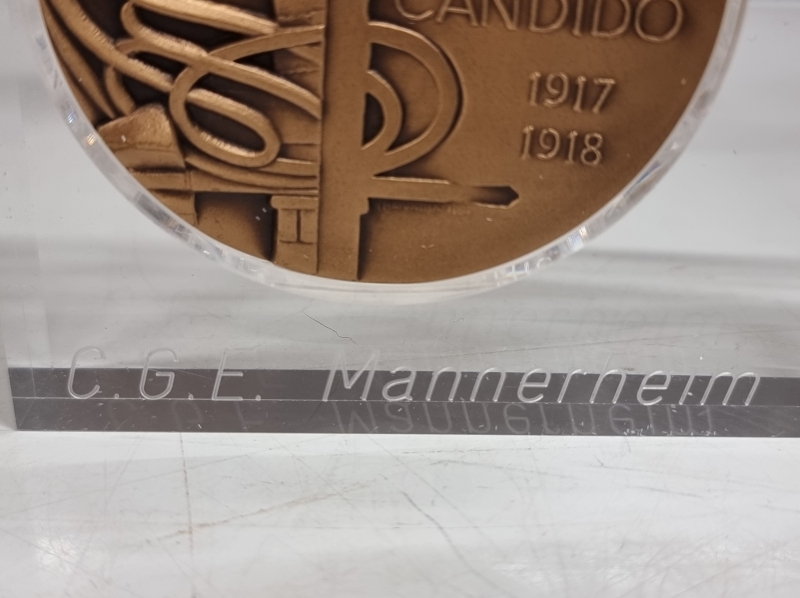 CANDIDO
1917
1918
C.G.E. Mannerheim